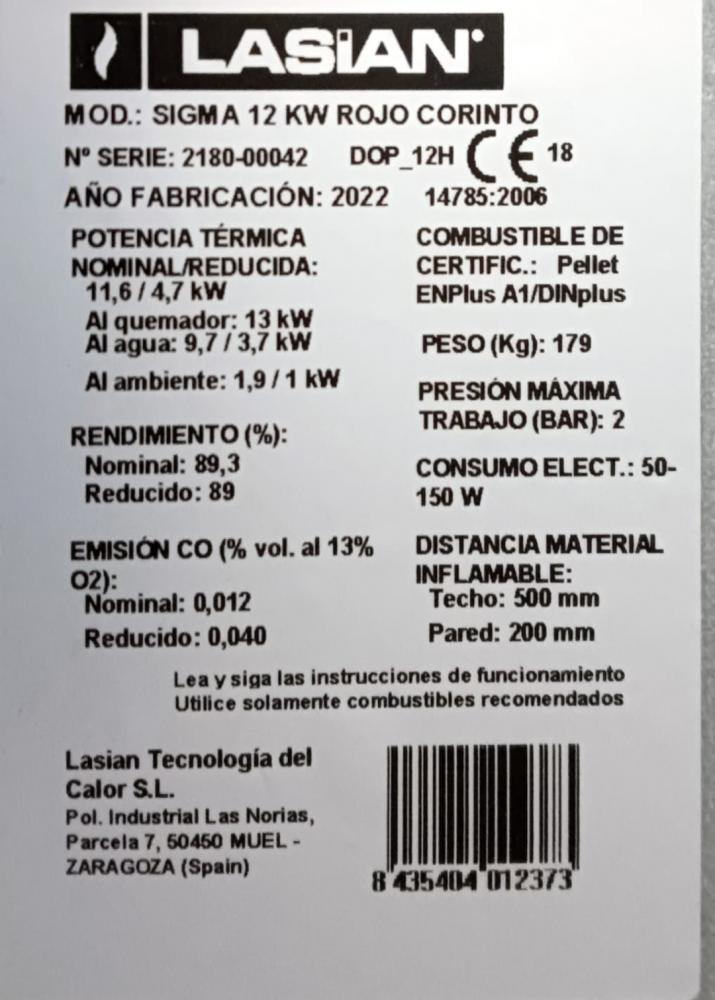 LASiAN
MOD.: SIGMA 12 KW ROJO CORINTO
Nº SERIE: 2180-00042 DOP_12H CE 18
AÑO FABRICACIÓN: 2022 14785:2006
POTENCIA TÉRMICA
NOMINAL/REDUCIDA:
11,6 / 4,7 kW
Al quemador: 13 kW
Al agua: 9,7 / 3,7 kW
Al ambiente: 1,9 / 1 kW
RENDIMIENTO (%):
Nominal: 89,3
Reducido: 89
EMISIÓN CO (% vol. al 13%
O2):
Nominal: 0,012
Reducido: 0,040
COMBUSTIBLE DE
CERTIFIC.: Pellet
ENPlus A1/DINplus
PESO (Kg): 179
PRESIÓN MÁXIMA
TRABAJO (BAR): 2
CONSUMO ELECT.: 50-
150 W
DISTANCIA MATERIAL
INFLAMABLE:
Techo: 500 mm
Pared: 200 mm
Lea y siga las instrucciones de funcionamiento
Utilice solamente combustibles recomendados
Lasian Tecnología del
Calor S.L.
Pol. Industrial Las Norias,
Parcela 7, 50450 MUEL -
ZARAGOZA (Spain)
8 435404 012373